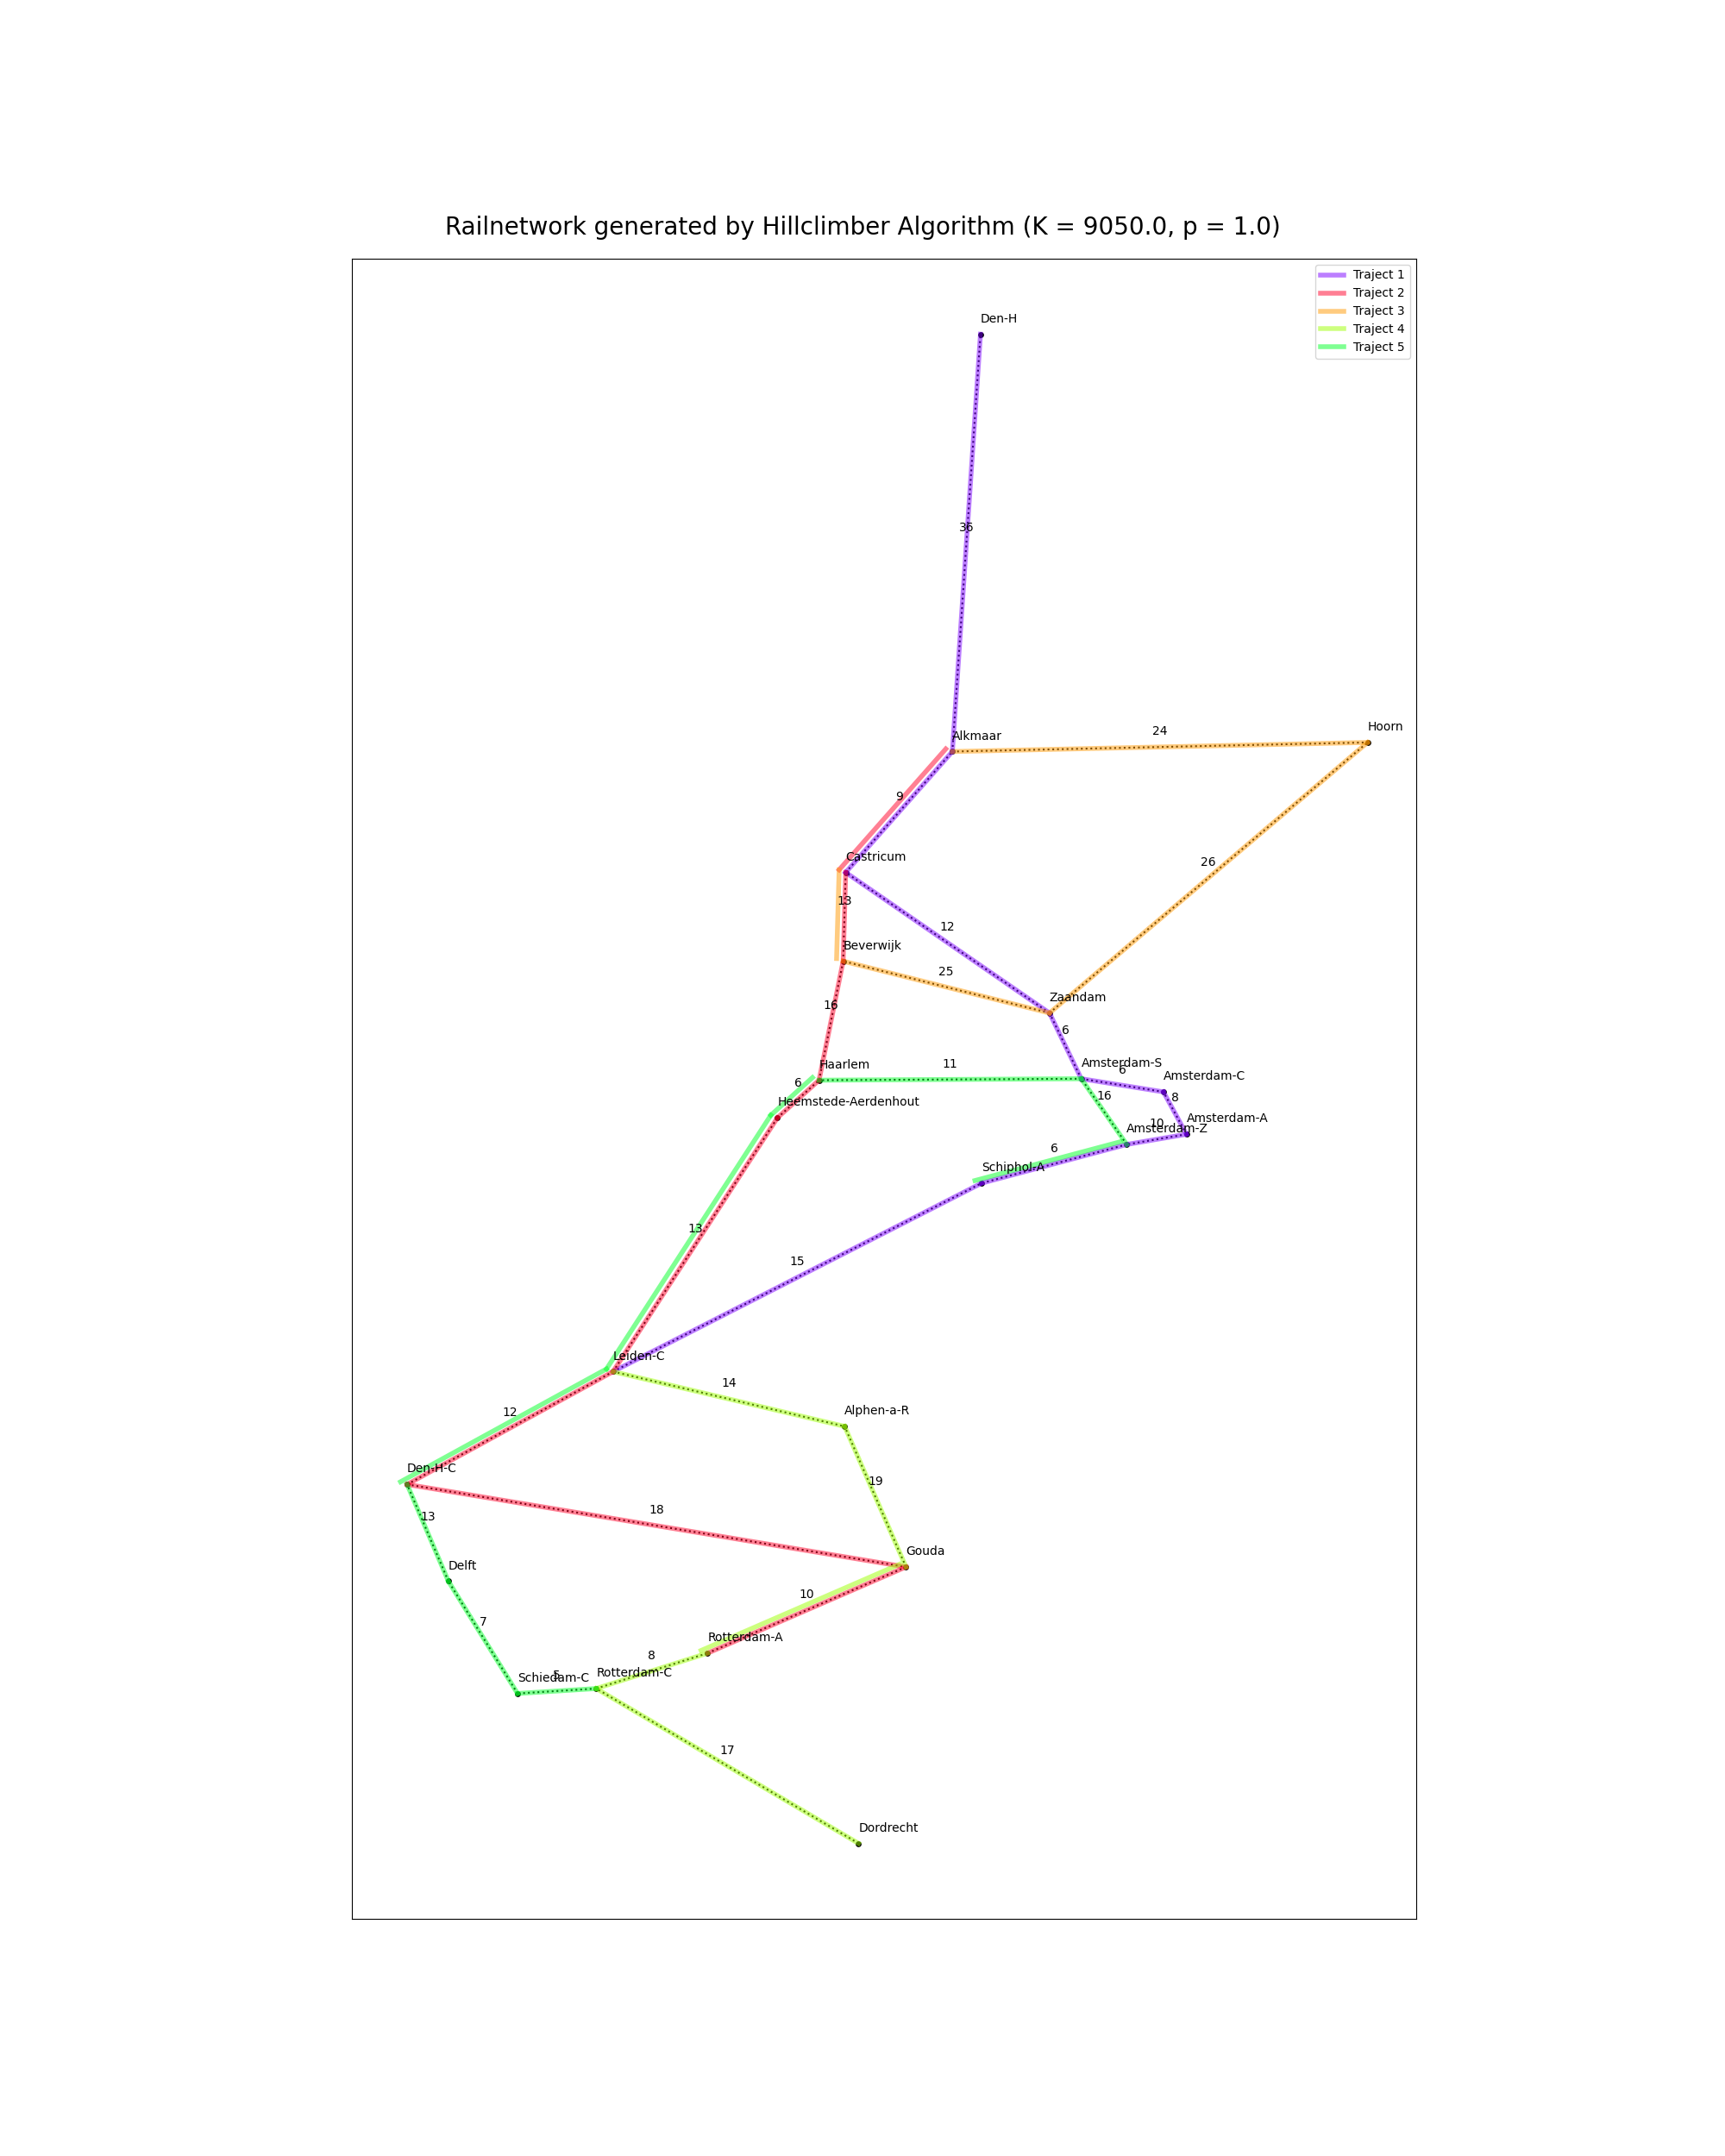 Railnetwork generated by Hillclimber Algorithm (K = 9050.0, p = 1.0)
Traject 1
Traject 2
Traject 3
Traject 4
Traject 5
Den-H
36
Hoorn
24
Alkmaar
9
Castricum
26
13
12
Beverwijk
25
Zaandam
16
6
Haarlem
11
Amsterdam-S
6
Amsterdam-C
6
16
8
Heemstede-Aerdenhout
Amsterdam-A
10
Amsterdam-Z
6
Schiphol-A
13
15
Leiden-C
14
12
Alphen-a-R
Den-H-C
19
18
13
Gouda
Delft
10
7
Rotterdam-A
8
Rotterdam-C
5
Schiedam-C
17
Dordrecht